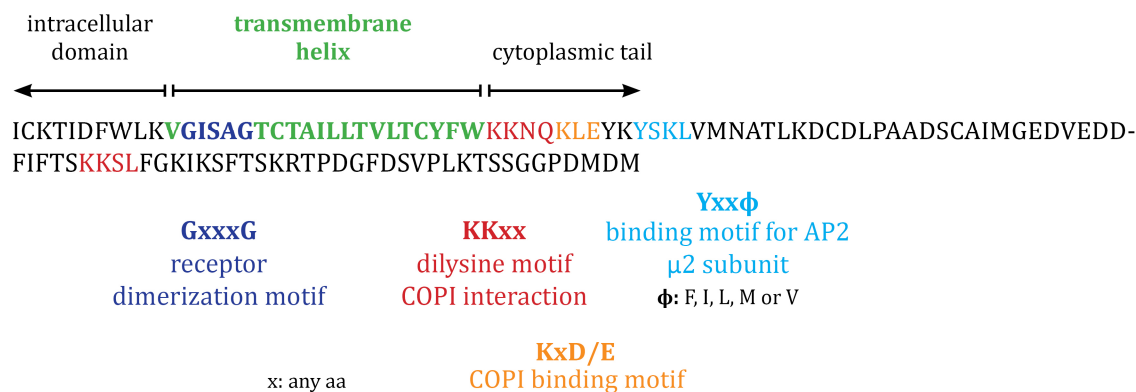 intracellular domain
transmembrane helix
cytoplasmic tail
ICKTIDFWLKVGISAGTCTAILLTVLTCYFWKKNQKLEYKYSKLVMNATLKDCDLPAADSCAIMGEDVEDD-
FIFTSKKSLFGKIKSFTSKRTPDGFDSVPLKTSSGGPDMDM
GxxxG
receptor
dimerization motif
KKxx
dilysine motif
COPI interaction
Yxxϕ
binding motif for AP2
μ2 subunit
ϕ: F, I, L, M or V
KxD/E
COPI binding motif
x: any aa